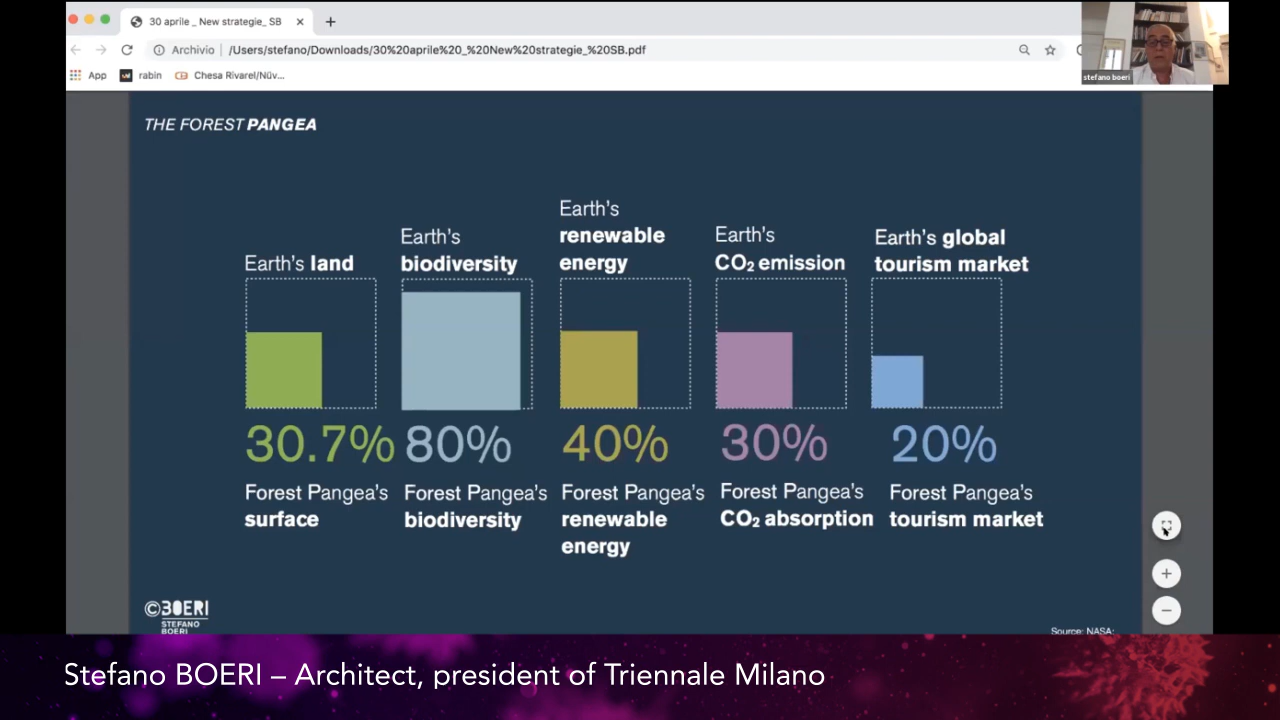 30 aprile _ New strategie_ SB
Archivio | /Users/stefano/Downloads/30%20aprile%20_%20New%20strategie_%20SB.pdf
App rabin Chesa Rivarel/Nüv...
stefano boeri
THE FOREST PANGEA
Earth's land
Earth's
biodiversity
Earth's
renewable
energy
Earth's
CO₂ emission
Earth's global
tourism market
30.7%
80%
40%
30%
20%
Forest Pangea's
surface
Forest Pangea's
biodiversity
Forest Pangea's
renewable
energy
Forest Pangea's
CO₂ absorption
Forest Pangea's
tourism market
©BOERI
STEFANO
BOERI
Source: NASA;
Stefano BOERI – Architect, president of Triennale Milano